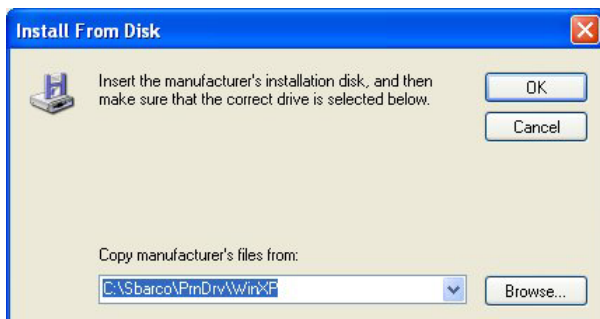 Install From Disk
Insert the manufacturer's installation disk, and then
make sure that the correct drive is selected below.
OK
Cancel
Copy manufacturer's files from:
C:\Sbarco\PrnDrv\WinXP
Browse...